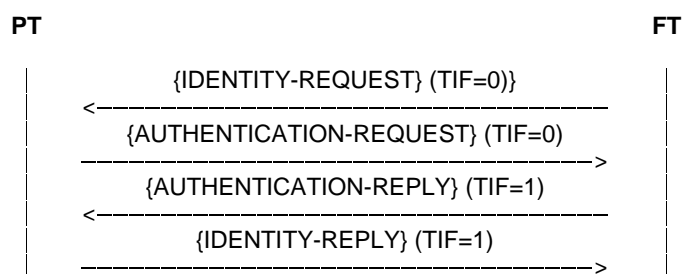 PT FT
{IDENTITY-REQUEST} (TIF=0)}
{AUTHENTICATION-REQUEST} (TIF=0)
{AUTHENTICATION-REPLY} (TIF=1)
{IDENTITY-REPLY} (TIF=1)